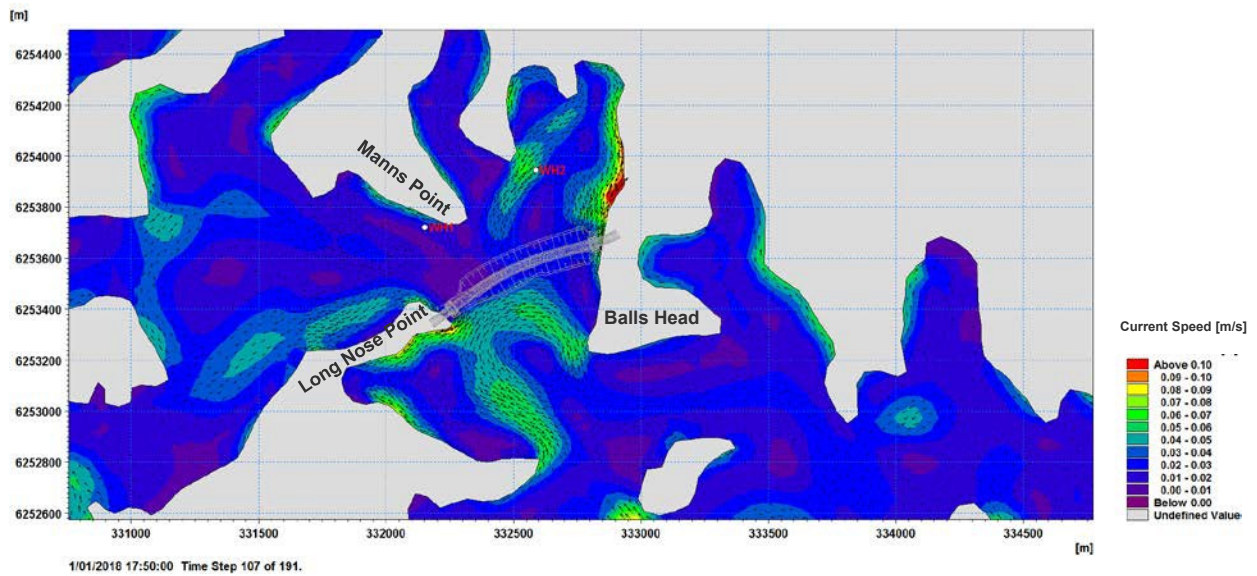 [m]
6254400
6254200
6254000
6253800
6253600
6253400
6253200
6253000
6252800
6252600
Manns Point
WH2
WH1
Long Nose Point
Balls Head
331000
331500
332000
332500
333000
333500
334000
334500
[m]
Current Speed [m/s]
Above 0.10
0.09 - 0.10
0.08 - 0.09
0.07 - 0.08
0.06 - 0.07
0.05 - 0.06
0.04 - 0.05
0.03 - 0.04
0.02 - 0.03
0.01 - 0.02
0.00 - 0.01
Below 0.00
Undefined Value
1/01/2018 17:50:00 Time Step 107 of 191.